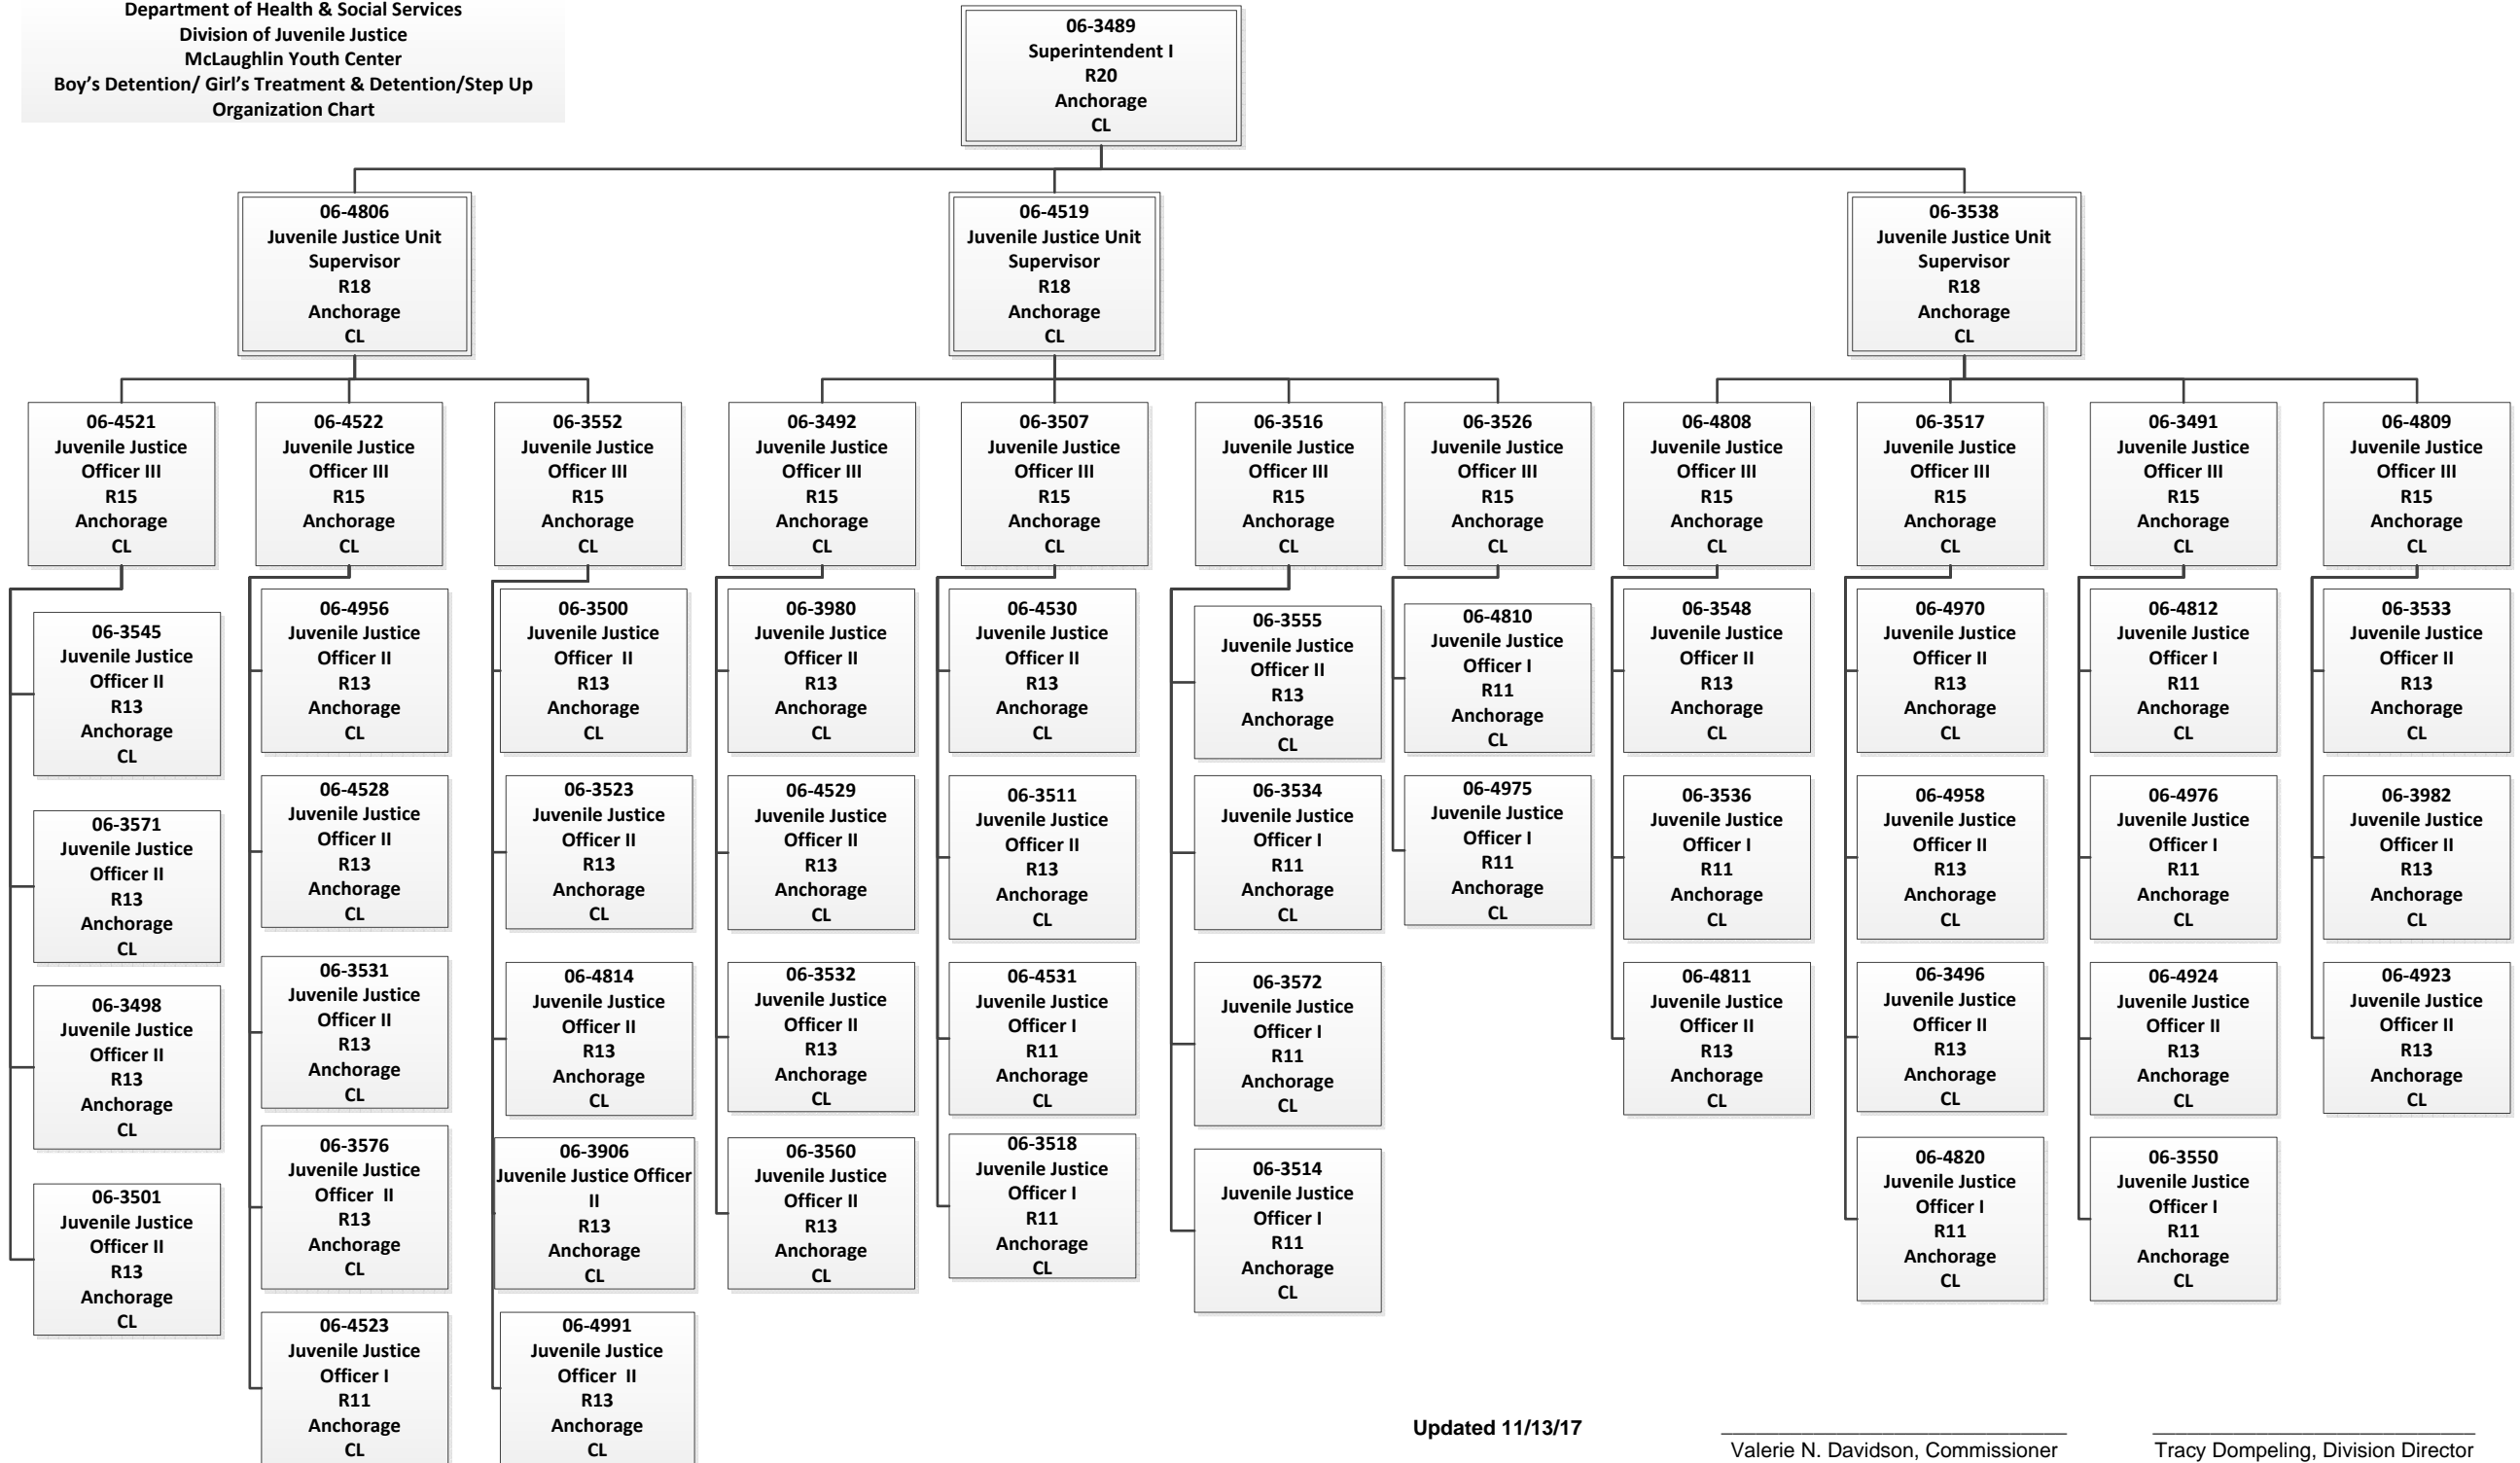 Department of Health & Social Services
Division of Juvenile Justice
McLaughlin Youth Center
Boy's Detention/ Girl's Treatment & Detention/Step Up
Organization Chart
06-3489
Superintendent I
R20
Anchorage
CL
06-4806
Juvenile Justice Unit
Supervisor
R18
Anchorage
CL
06-4519
Juvenile Justice Unit
Supervisor
R18
Anchorage
CL
06-3538
Juvenile Justice Unit
Supervisor
R18
Anchorage
CL
06-4521
Juvenile Justice
Officer III
R15
Anchorage
CL
06-4522
Juvenile Justice
Officer III
R15
Anchorage
CL
06-3552
Juvenile Justice
Officer III
R15
Anchorage
CL
06-3492
Juvenile Justice
Officer III
R15
Anchorage
CL
06-3507
Juvenile Justice
Officer III
R15
Anchorage
CL
06-3516
Juvenile Justice
Officer III
R15
Anchorage
CL
06-3526
Juvenile Justice
Officer III
R15
Anchorage
CL
06-4808
Juvenile Justice
Officer III
R15
Anchorage
CL
06-3517
Juvenile Justice
Officer III
R15
Anchorage
CL
06-3491
Juvenile Justice
Officer III
R15
Anchorage
CL
06-4809
Juvenile Justice
Officer III
R15
Anchorage
CL
06-3545
Juvenile Justice
Officer II
R13
Anchorage
CL
06-3571
Juvenile Justice
Officer II
R13
Anchorage
CL
06-3498
Juvenile Justice
Officer II
R13
Anchorage
CL
06-3501
Juvenile Justice
Officer II
R13
Anchorage
CL
06-4956
Juvenile Justice
Officer II
R13
Anchorage
CL
06-4528
Juvenile Justice
Officer II
R13
Anchorage
CL
06-3531
Juvenile Justice
Officer II
R13
Anchorage
CL
06-3576
Juvenile Justice
Officer II
R13
Anchorage
CL
06-4523
Juvenile Justice
Officer I
R11
Anchorage
CL
06-3500
Juvenile Justice
Officer II
R13
Anchorage
CL
06-3523
Juvenile Justice
Officer II
R13
Anchorage
CL
06-4814
Juvenile Justice
Officer II
R13
Anchorage
CL
06-3906
Juvenile Justice Officer
II
R13
Anchorage
CL
06-4991
Juvenile Justice
Officer II
R13
Anchorage
CL
06-3980
Juvenile Justice
Officer II
R13
Anchorage
CL
06-4529
Juvenile Justice
Officer II
R13
Anchorage
CL
06-3532
Juvenile Justice
Officer II
R13
Anchorage
CL
06-3560
Juvenile Justice
Officer II
R13
Anchorage
CL
06-4530
Juvenile Justice
Officer II
R13
Anchorage
CL
06-3511
Juvenile Justice
Officer II
R13
Anchorage
CL
06-4531
Juvenile Justice
Officer I
R11
Anchorage
CL
06-3518
Juvenile Justice
Officer I
R11
Anchorage
CL
06-3555
Juvenile Justice
Officer II
R13
Anchorage
CL
06-3534
Juvenile Justice
Officer I
R11
Anchorage
CL
06-3572
Juvenile Justice
Officer I
R11
Anchorage
CL
06-3514
Juvenile Justice
Officer I
R11
Anchorage
CL
06-4810
Juvenile Justice
Officer I
R11
Anchorage
CL
06-4975
Juvenile Justice
Officer I
R11
Anchorage
CL
06-3548
Juvenile Justice
Officer II
R13
Anchorage
CL
06-3536
Juvenile Justice
Officer I
R11
Anchorage
CL
06-4811
Juvenile Justice
Officer II
R13
Anchorage
CL
06-4970
Juvenile Justice
Officer II
R13
Anchorage
CL
06-4958
Juvenile Justice
Officer II
R13
Anchorage
CL
06-3496
Juvenile Justice
Officer II
R13
Anchorage
CL
06-4820
Juvenile Justice
Officer I
R11
Anchorage
CL
06-4812
Juvenile Justice
Officer I
R11
Anchorage
CL
06-4976
Juvenile Justice
Officer I
R11
Anchorage
CL
06-4924
Juvenile Justice
Officer II
R13
Anchorage
CL
06-3550
Juvenile Justice
Officer I
R11
Anchorage
CL
06-3533
Juvenile Justice
Officer II
R13
Anchorage
CL
06-3982
Juvenile Justice
Officer II
R13
Anchorage
CL
06-4923
Juvenile Justice
Officer II
R13
Anchorage
CL
Updated 11/13/17
Valerie N. Davidson, Commissioner
Tracy Dompeling, Division Director